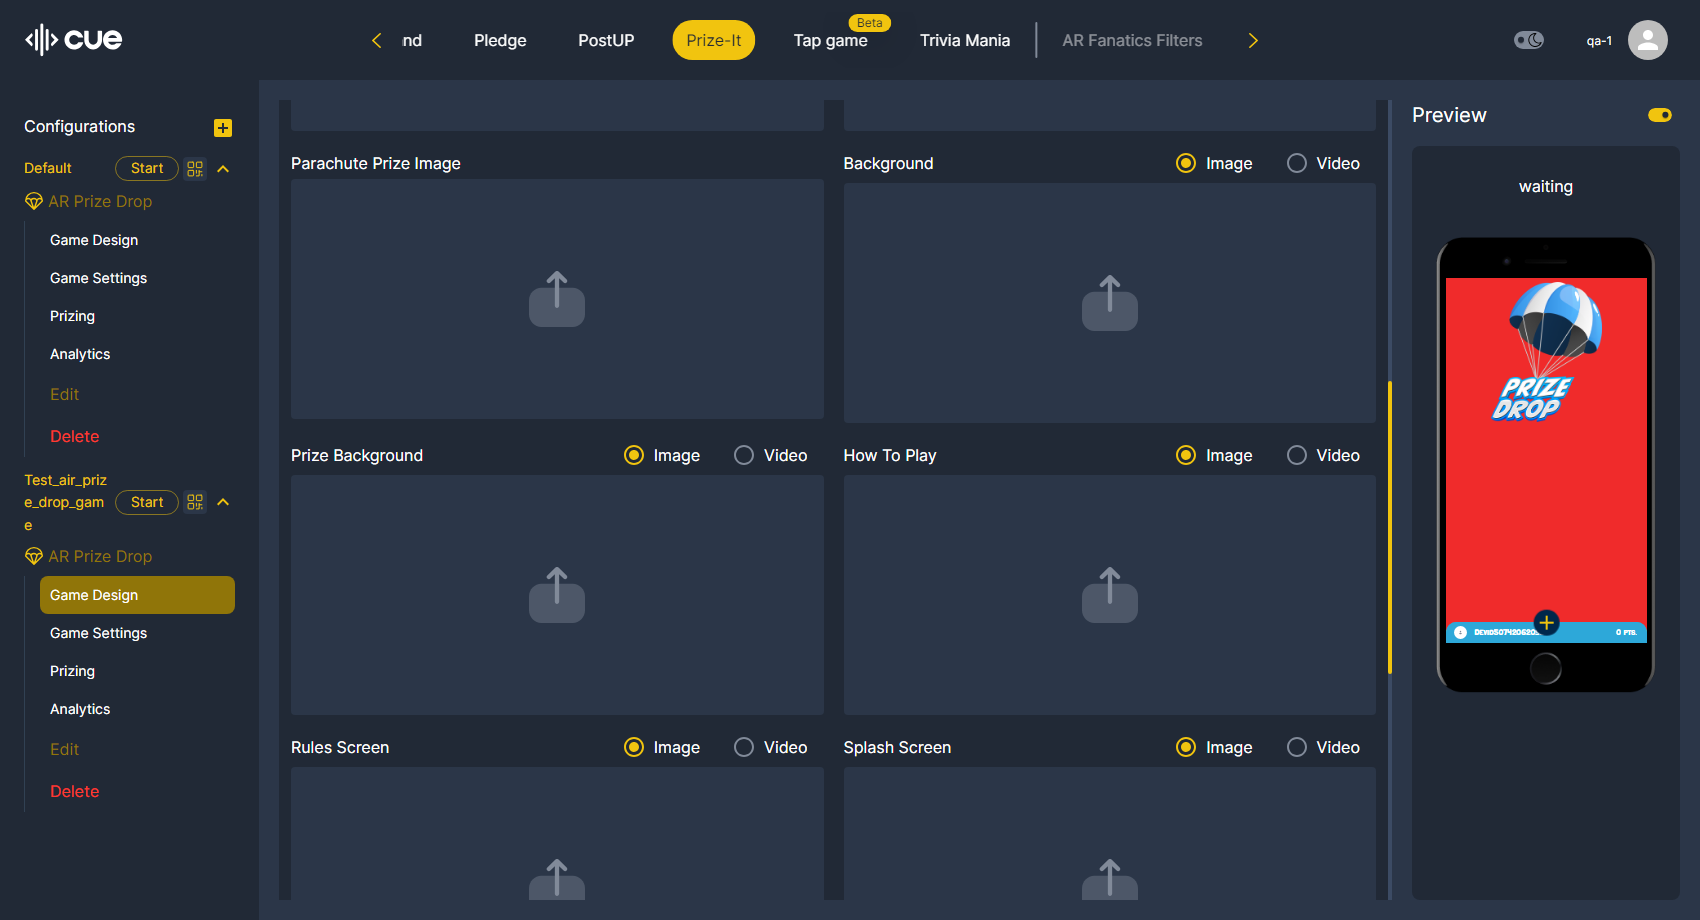 cue
nd
Pledge
PostUP
Prize-It
Beta
Tap game
Trivia Mania
AR Fanatics Filters
qa-1
Configurations
Default
Start
AR Prize Drop
Game Design
Game Settings
Prizing
Analytics
Edit
Delete
Test_air_priz
e_drop_gam
e
Start
AR Prize Drop
Game Design
Game Settings
Prizing
Analytics
Edit
Delete
Parachute Prize Image
Background
Image
Video
Prize Background
Image
Video
How To Play
Image
Video
Rules Screen
Image
Video
Splash Screen
Image
Video
Preview
waiting
PRIZE
DROP
0 PTS.